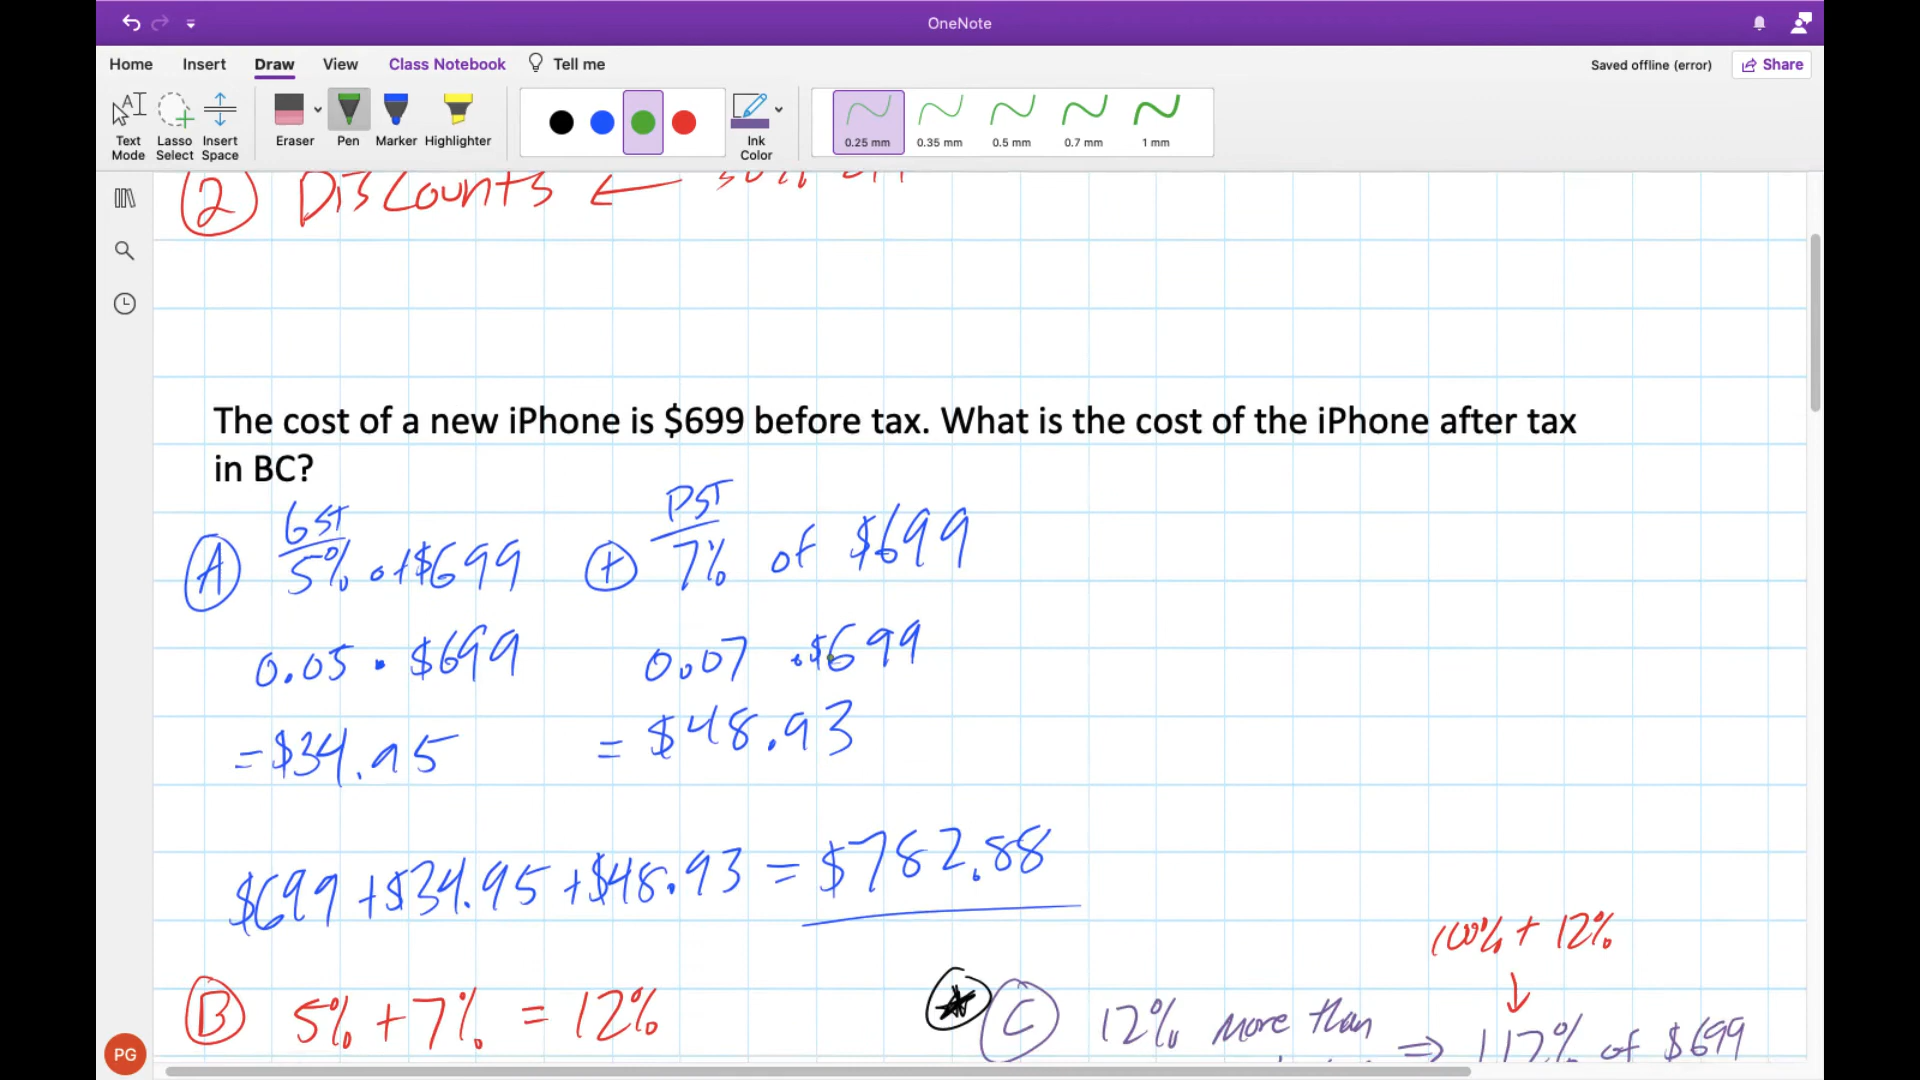 OneNote
Home Insert Draw View Class Notebook Tell me
Saved offline (error) Share
A
Text Mode
Lasso Select
Insert Space
Eraser
Pen
Marker
Highlighter
Ink Color
0.25 mm 0.35 mm 0.5 mm 0.7 mm 1 mm
2 Discounts ←
The cost of a new iPhone is $699 before tax. What is the cost of the iPhone after tax
in BC?
GST PST
A 5% of $699 + 7% of $699
0.05 · $699 0.07 · $699
= $34.95 = $48.93
$699 + $34.95 + $48.93 = $782.88
100% + 12%
↓
B 5% + 7% = 12%
C 12% more than ⇒ 112% of $699
PG